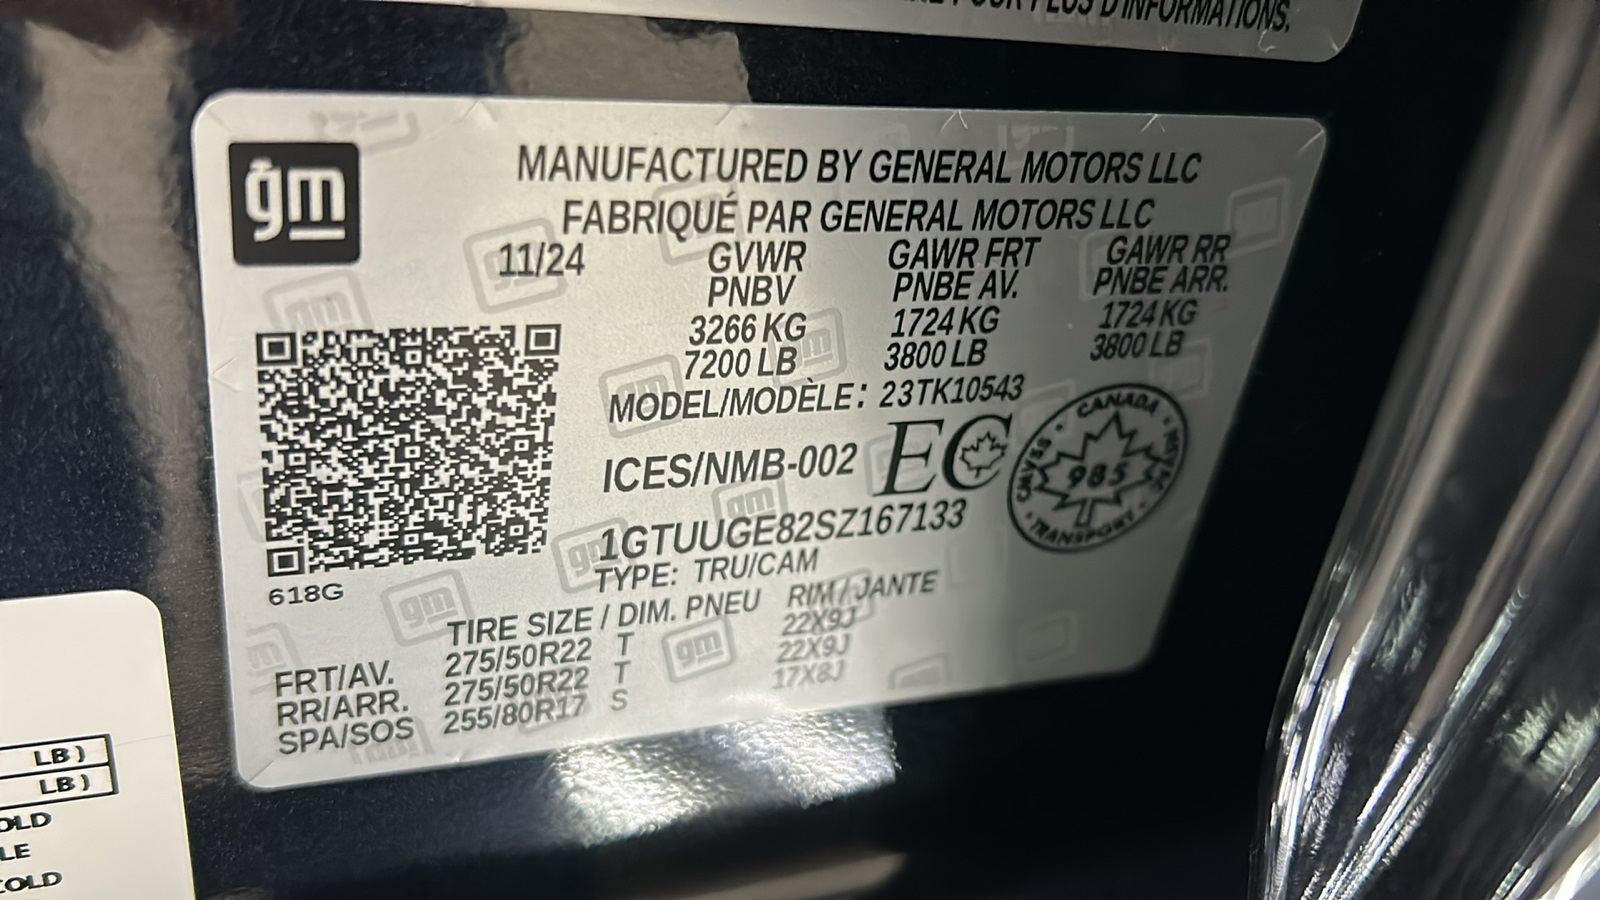 POUR PLUS D'INFORMATIONS.
gm
MANUFACTURED BY GENERAL MOTORS LLC
FABRIQUÉ PAR GENERAL MOTORS LLC
11/24 GVWR GAWR FRT GAWR RR
PNBV PNBE AV. PNBE ARR.
3266 KG 1724 KG 1724 KG
7200 LB 3800 LB 3800 LB
MODEL/MODÈLE: 23TK10543
ICES/NMB-002 EC
CANADA
CMVSS 985 NSVAC
TRANSPORT
1GTUUGE82SZ167133
TYPE: TRU/CAM
618G
TIRE SIZE / DIM. PNEU RIM / JANTE
FRT/AV. 275/50R22 T 22X9J
RR/ARR. 275/50R22 T 22X9J
SPA/SOS 255/80R17 S 17X8J
LB )
LB )
OLD
LE
COLD